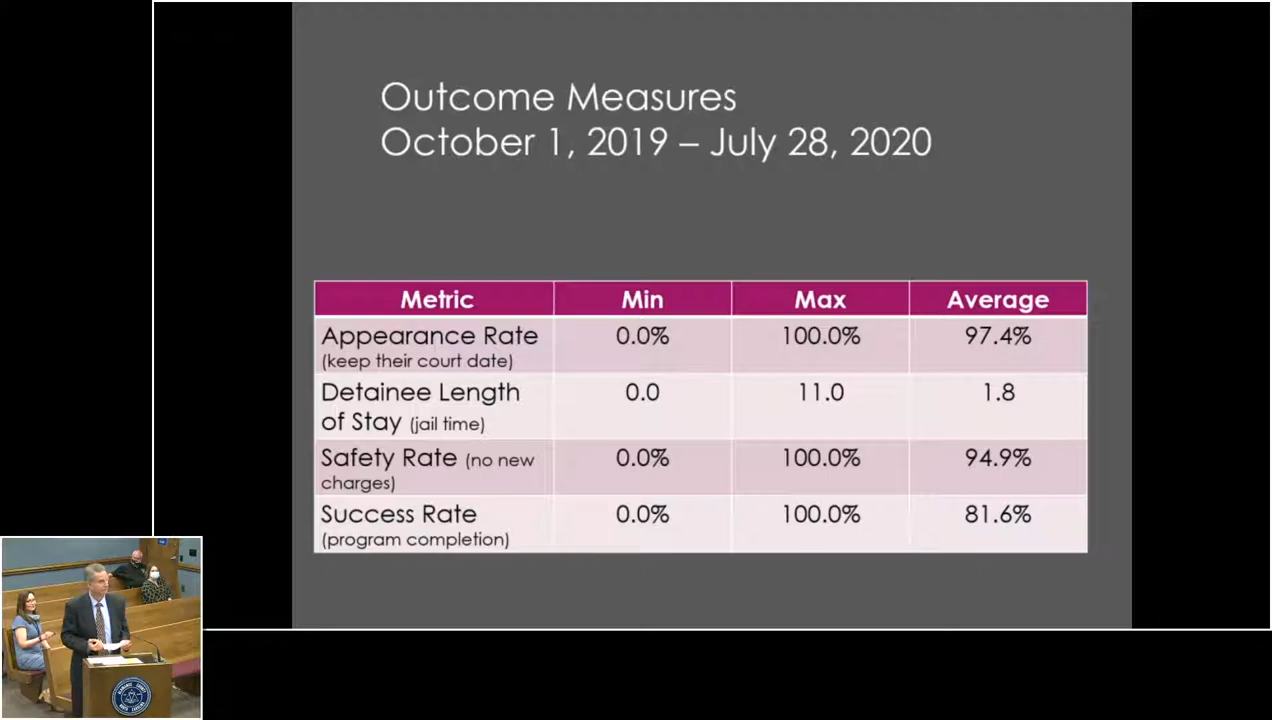 Outcome Measures
October 1, 2019 – July 28, 2020
Metric Min Max Average
Appearance Rate 0.0% 100.0% 97.4%
(keep their court date)
Detainee Length 0.0 11.0 1.8
of Stay (jail time)
Safety Rate (no new 0.0% 100.0% 94.9%
charges)
Success Rate 0.0% 100.0% 81.6%
(program completion)